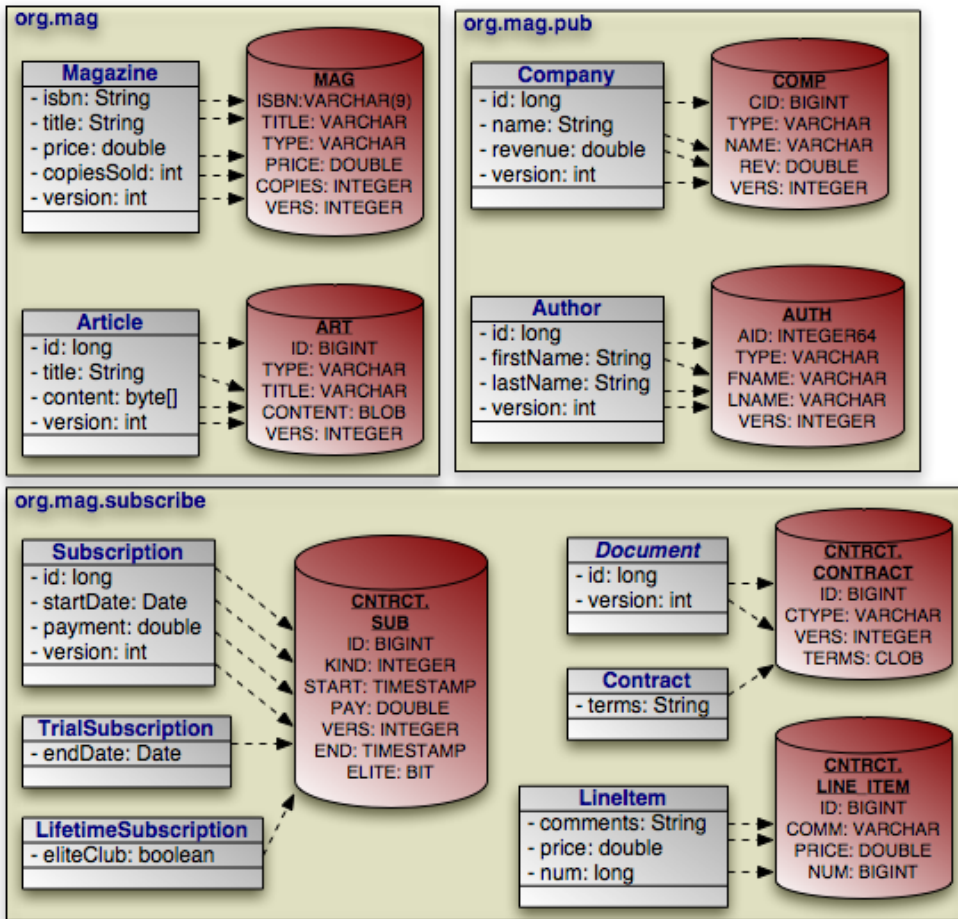 org.mag
Magazine
- isbn: String
- title: String
- price: double
- copiesSold: int
- version: int
MAG
ISBN:VARCHAR(9)
TITLE: VARCHAR
TYPE: VARCHAR
PRICE: DOUBLE
COPIES: INTEGER
VERS: INTEGER
Article
- id: long
- title: String
- content: byte[]
- version: int
ART
ID: BIGINT
TYPE: VARCHAR
TITLE: VARCHAR
CONTENT: BLOB
VERS: INTEGER
org.mag.pub
Company
- id: long
- name: String
- revenue: double
- version: int
COMP
CID: BIGINT
TYPE: VARCHAR
NAME: VARCHAR
REV: DOUBLE
VERS: INTEGER
Author
- id: long
- firstName: String
- lastName: String
- version: int
AUTH
AID: INTEGER64
TYPE: VARCHAR
FNAME: VARCHAR
LNAME: VARCHAR
VERS: INTEGER
org.mag.subscribe
Subscription
- id: long
- startDate: Date
- payment: double
- version: int
TrialSubscription
- endDate: Date
LifetimeSubscription
- eliteClub: boolean
CNTRCT.
SUB
ID: BIGINT
KIND: INTEGER
START: TIMESTAMP
PAY: DOUBLE
VERS: INTEGER
END: TIMESTAMP
ELITE: BIT
Document
- id: long
- version: int
Contract
- terms: String
CNTRCT.
CONTRACT
ID: BIGINT
CTYPE: VARCHAR
VERS: INTEGER
TERMS: CLOB
LineItem
- comments: String
- price: double
- num: long
CNTRCT.
LINE_ITEM
ID: BIGINT
COMM: VARCHAR
PRICE: DOUBLE
NUM: BIGINT